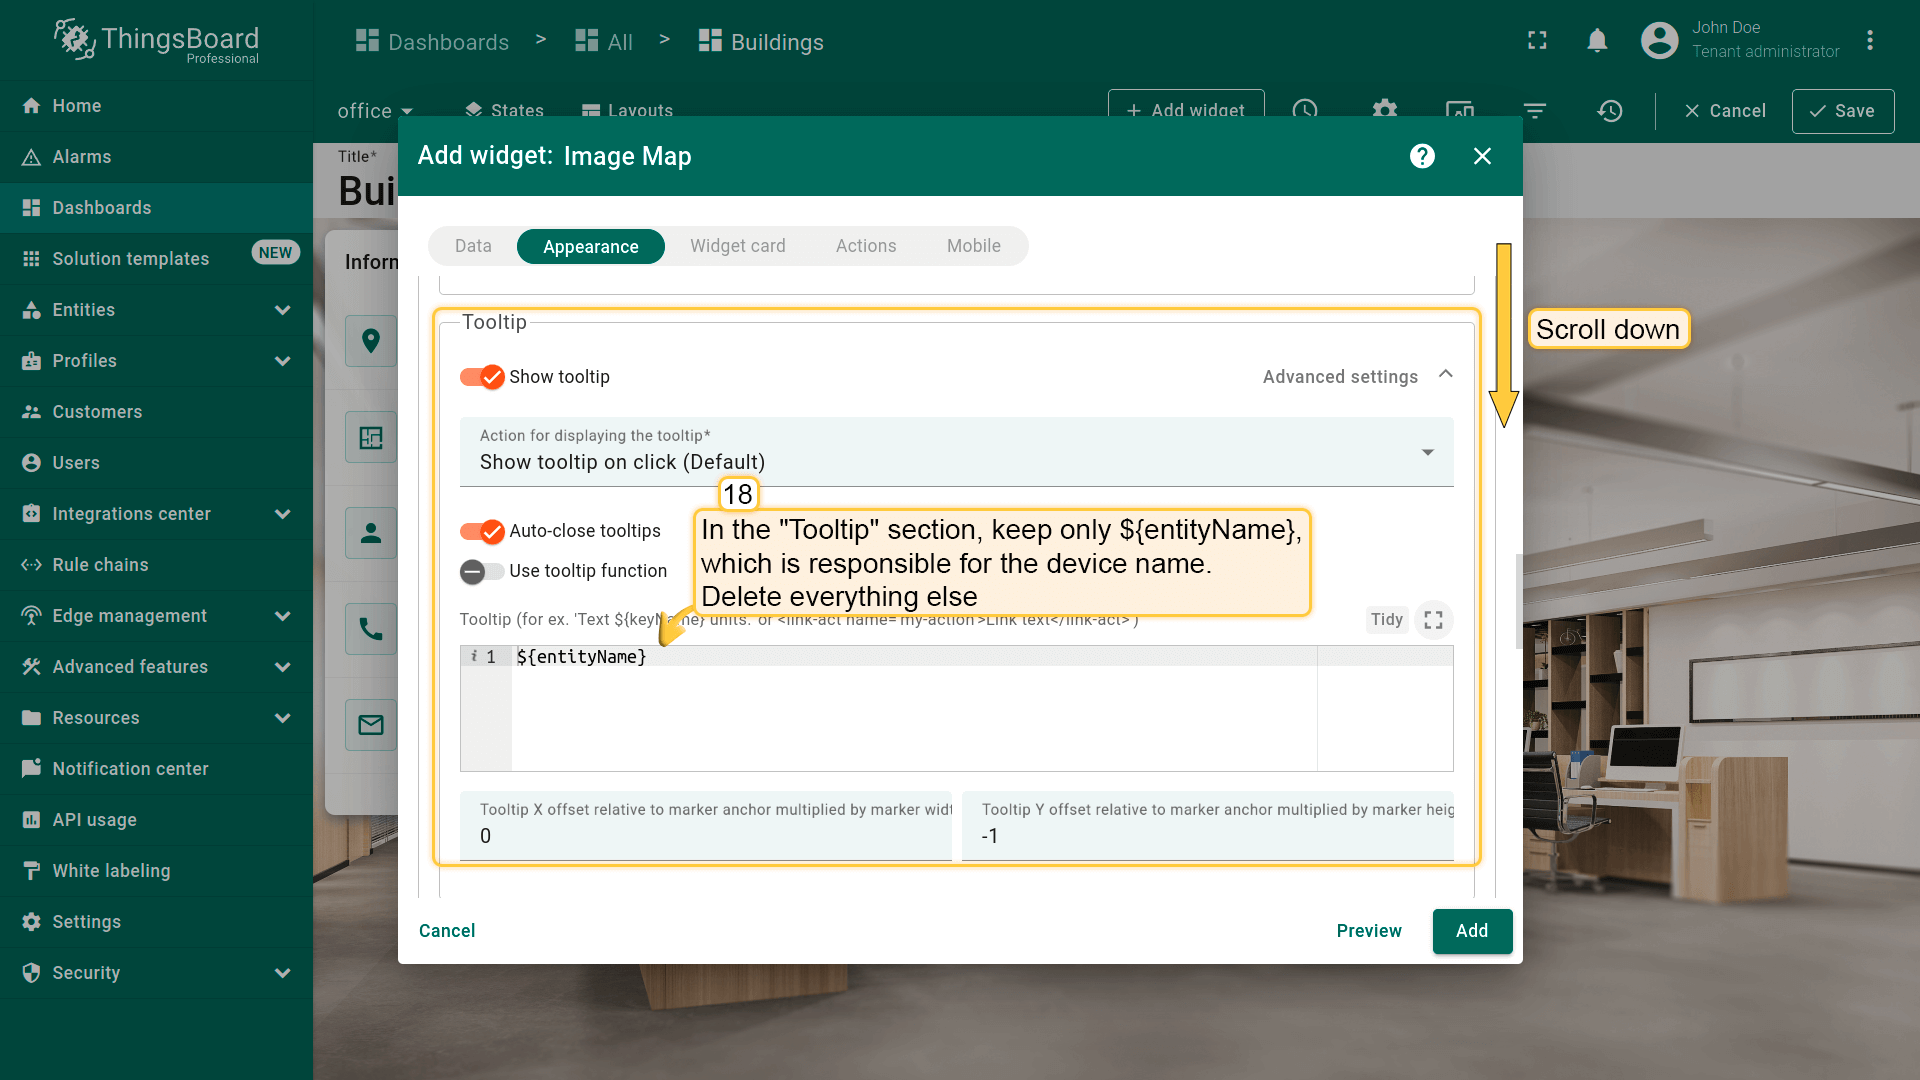 ThingsBoard
Professional
Dashboards > All > Buildings
John Doe
Tenant administrator
office
States
Layouts
+ Add widget
Cancel
Save
Home
Alarms
Dashboards
Solution templates
NEW
Entities
Profiles
Customers
Users
Integrations center
Rule chains
Edge management
Advanced features
Resources
Notification center
API usage
White labeling
Settings
Security
Title*
Bui
Inforn
Add widget: Image Map
Data
Appearance
Widget card
Actions
Mobile
Scroll down
Tooltip
Show tooltip
Advanced settings
Action for displaying the tooltip*
Show tooltip on click (Default)
18
In the "Tooltip" section, keep only ${entityName},
which is responsible for the device name.
Delete everything else
Auto-close tooltips
Use tooltip function
Tooltip (for ex. 'Text ${keyName} units.' or <link-act name='my-action'>Link text</link-act>')
Tidy
i 1 ${entityName}
Tooltip X offset relative to marker anchor multiplied by marker widt
0
Tooltip Y offset relative to marker anchor multiplied by marker heig
-1
Cancel
Preview
Add